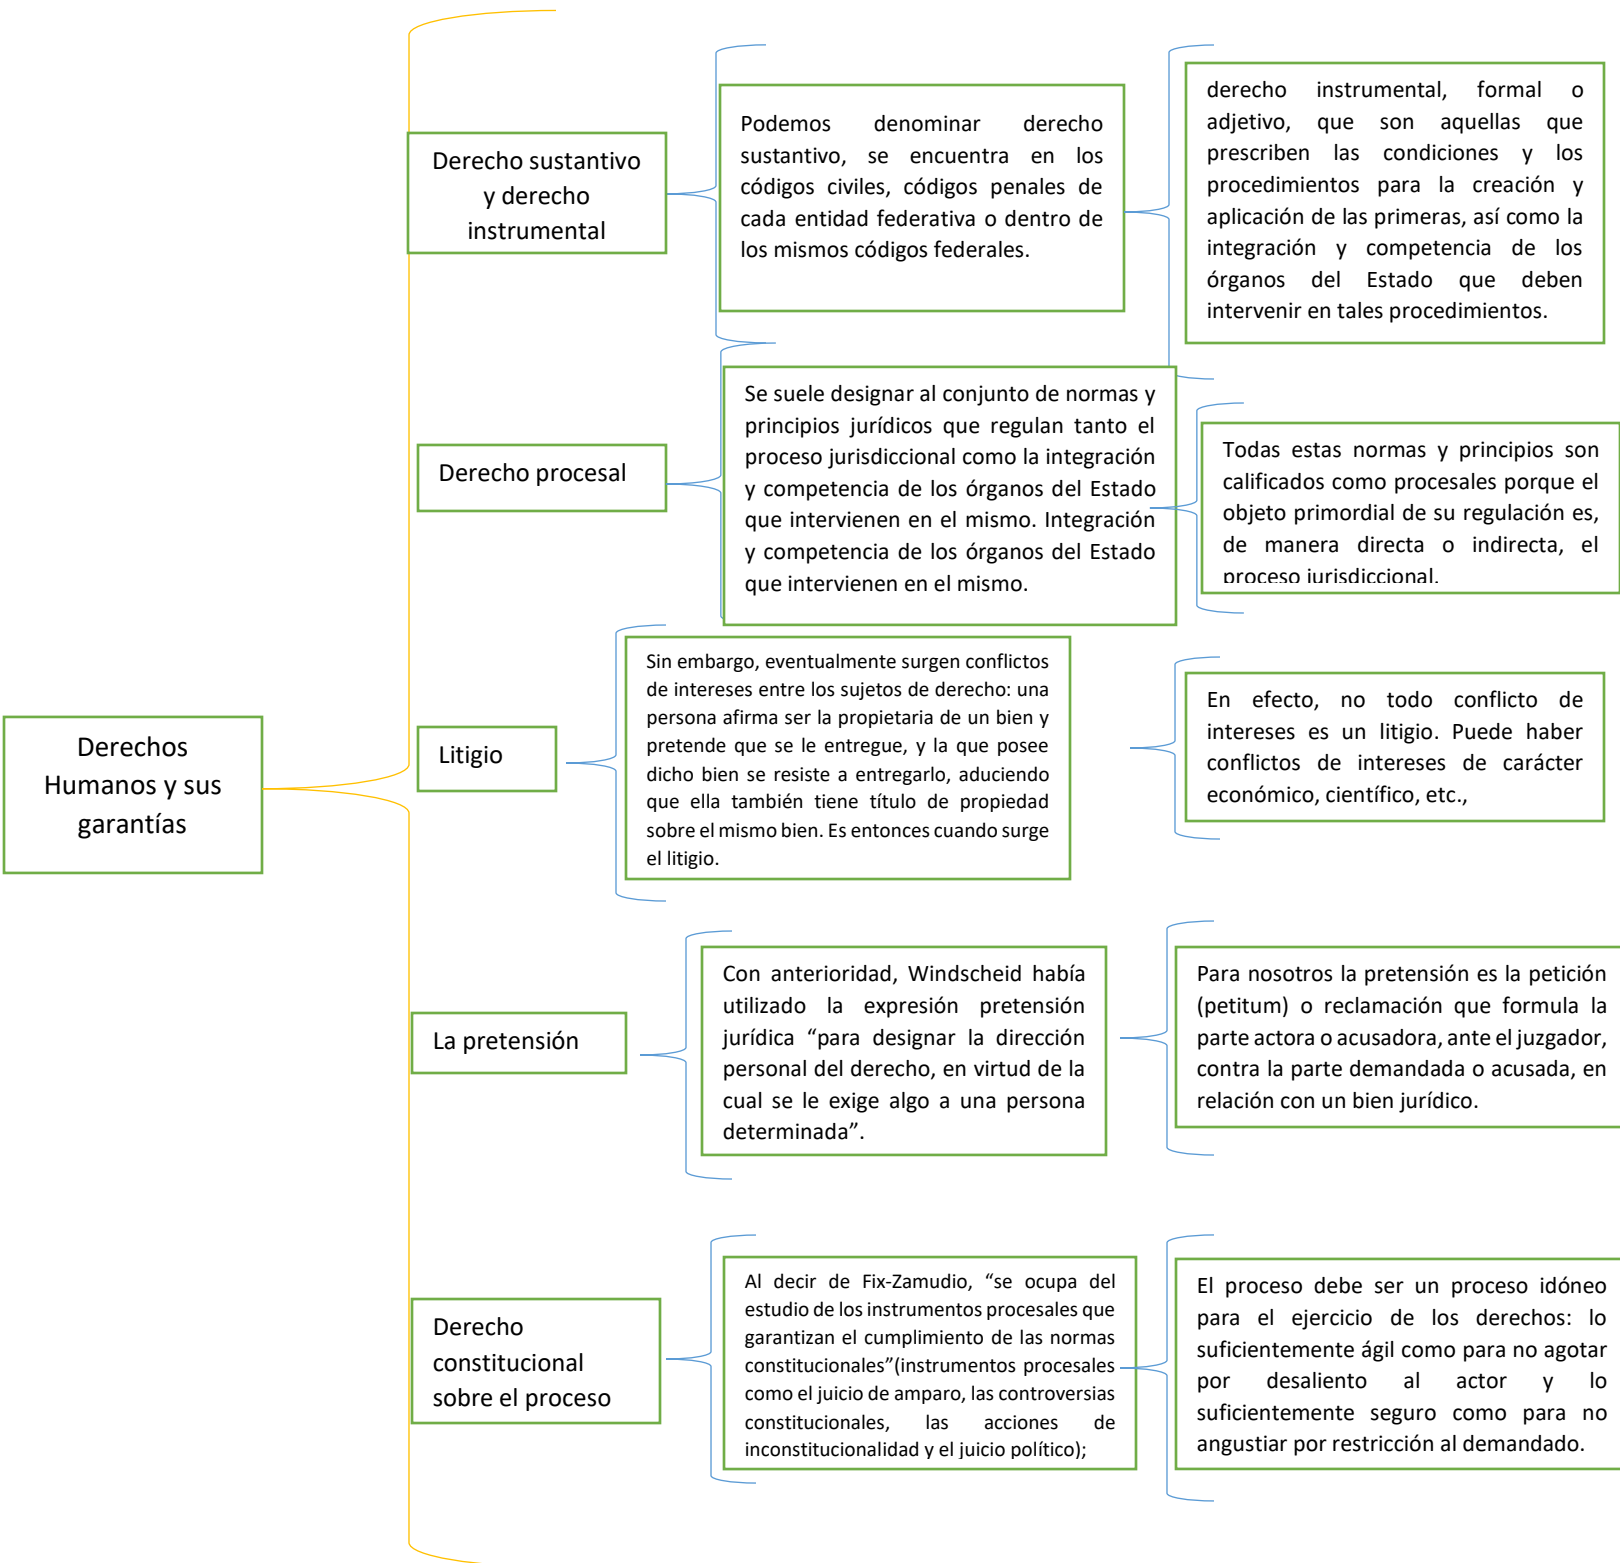 Derechos
Humanos y sus
garantías
Derecho sustantivo
y derecho
instrumental
Podemos denominar derecho
sustantivo, se encuentra en los
códigos civiles, códigos penales de
cada entidad federativa o dentro de
los mismos códigos federales.
derecho instrumental, formal o
adjetivo, que son aquellas que
prescriben las condiciones y los
procedimientos para la creación y
aplicación de las primeras, así como la
integración y competencia de los
órganos del Estado que deben
intervenir en tales procedimientos.
Derecho procesal
Se suele designar al conjunto de normas y
principios jurídicos que regulan tanto el
proceso jurisdiccional como la integración
y competencia de los órganos del Estado
que intervienen en el mismo. Integración
y competencia de los órganos del Estado
que intervienen en el mismo.
Todas estas normas y principios son
calificados como procesales porque el
objeto primordial de su regulación es,
de manera directa o indirecta, el
proceso jurisdiccional.
Litigio
Sin embargo, eventualmente surgen conflictos
de intereses entre los sujetos de derecho: una
persona afirma ser la propietaria de un bien y
pretende que se le entregue, y la que posee
dicho bien se resiste a entregarlo, aduciendo
que ella también tiene título de propiedad
sobre el mismo bien. Es entonces cuando surge
el litigio.
En efecto, no todo conflicto de
intereses es un litigio. Puede haber
conflictos de intereses de carácter
económico, científico, etc.,
La pretensión
Con anterioridad, Windscheid había
utilizado la expresión pretensión
jurídica “para designar la dirección
personal del derecho, en virtud de la
cual se le exige algo a una persona
determinada”.
Para nosotros la pretensión es la petición
(petitum) o reclamación que formula la
parte actora o acusadora, ante el juzgador,
contra la parte demandada o acusada, en
relación con un bien jurídico.
Derecho
constitucional
sobre el proceso
Al decir de Fix-Zamudio, “se ocupa del
estudio de los instrumentos procesales que
garantizan el cumplimiento de las normas
constitucionales”(instrumentos procesales
como el juicio de amparo, las controversias
constitucionales, las acciones de
inconstitucionalidad y el juicio político);
El proceso debe ser un proceso idóneo
para el ejercicio de los derechos: lo
suficientemente ágil como para no agotar
por desaliento al actor y lo
suficientemente seguro como para no
angustiar por restricción al demandado.